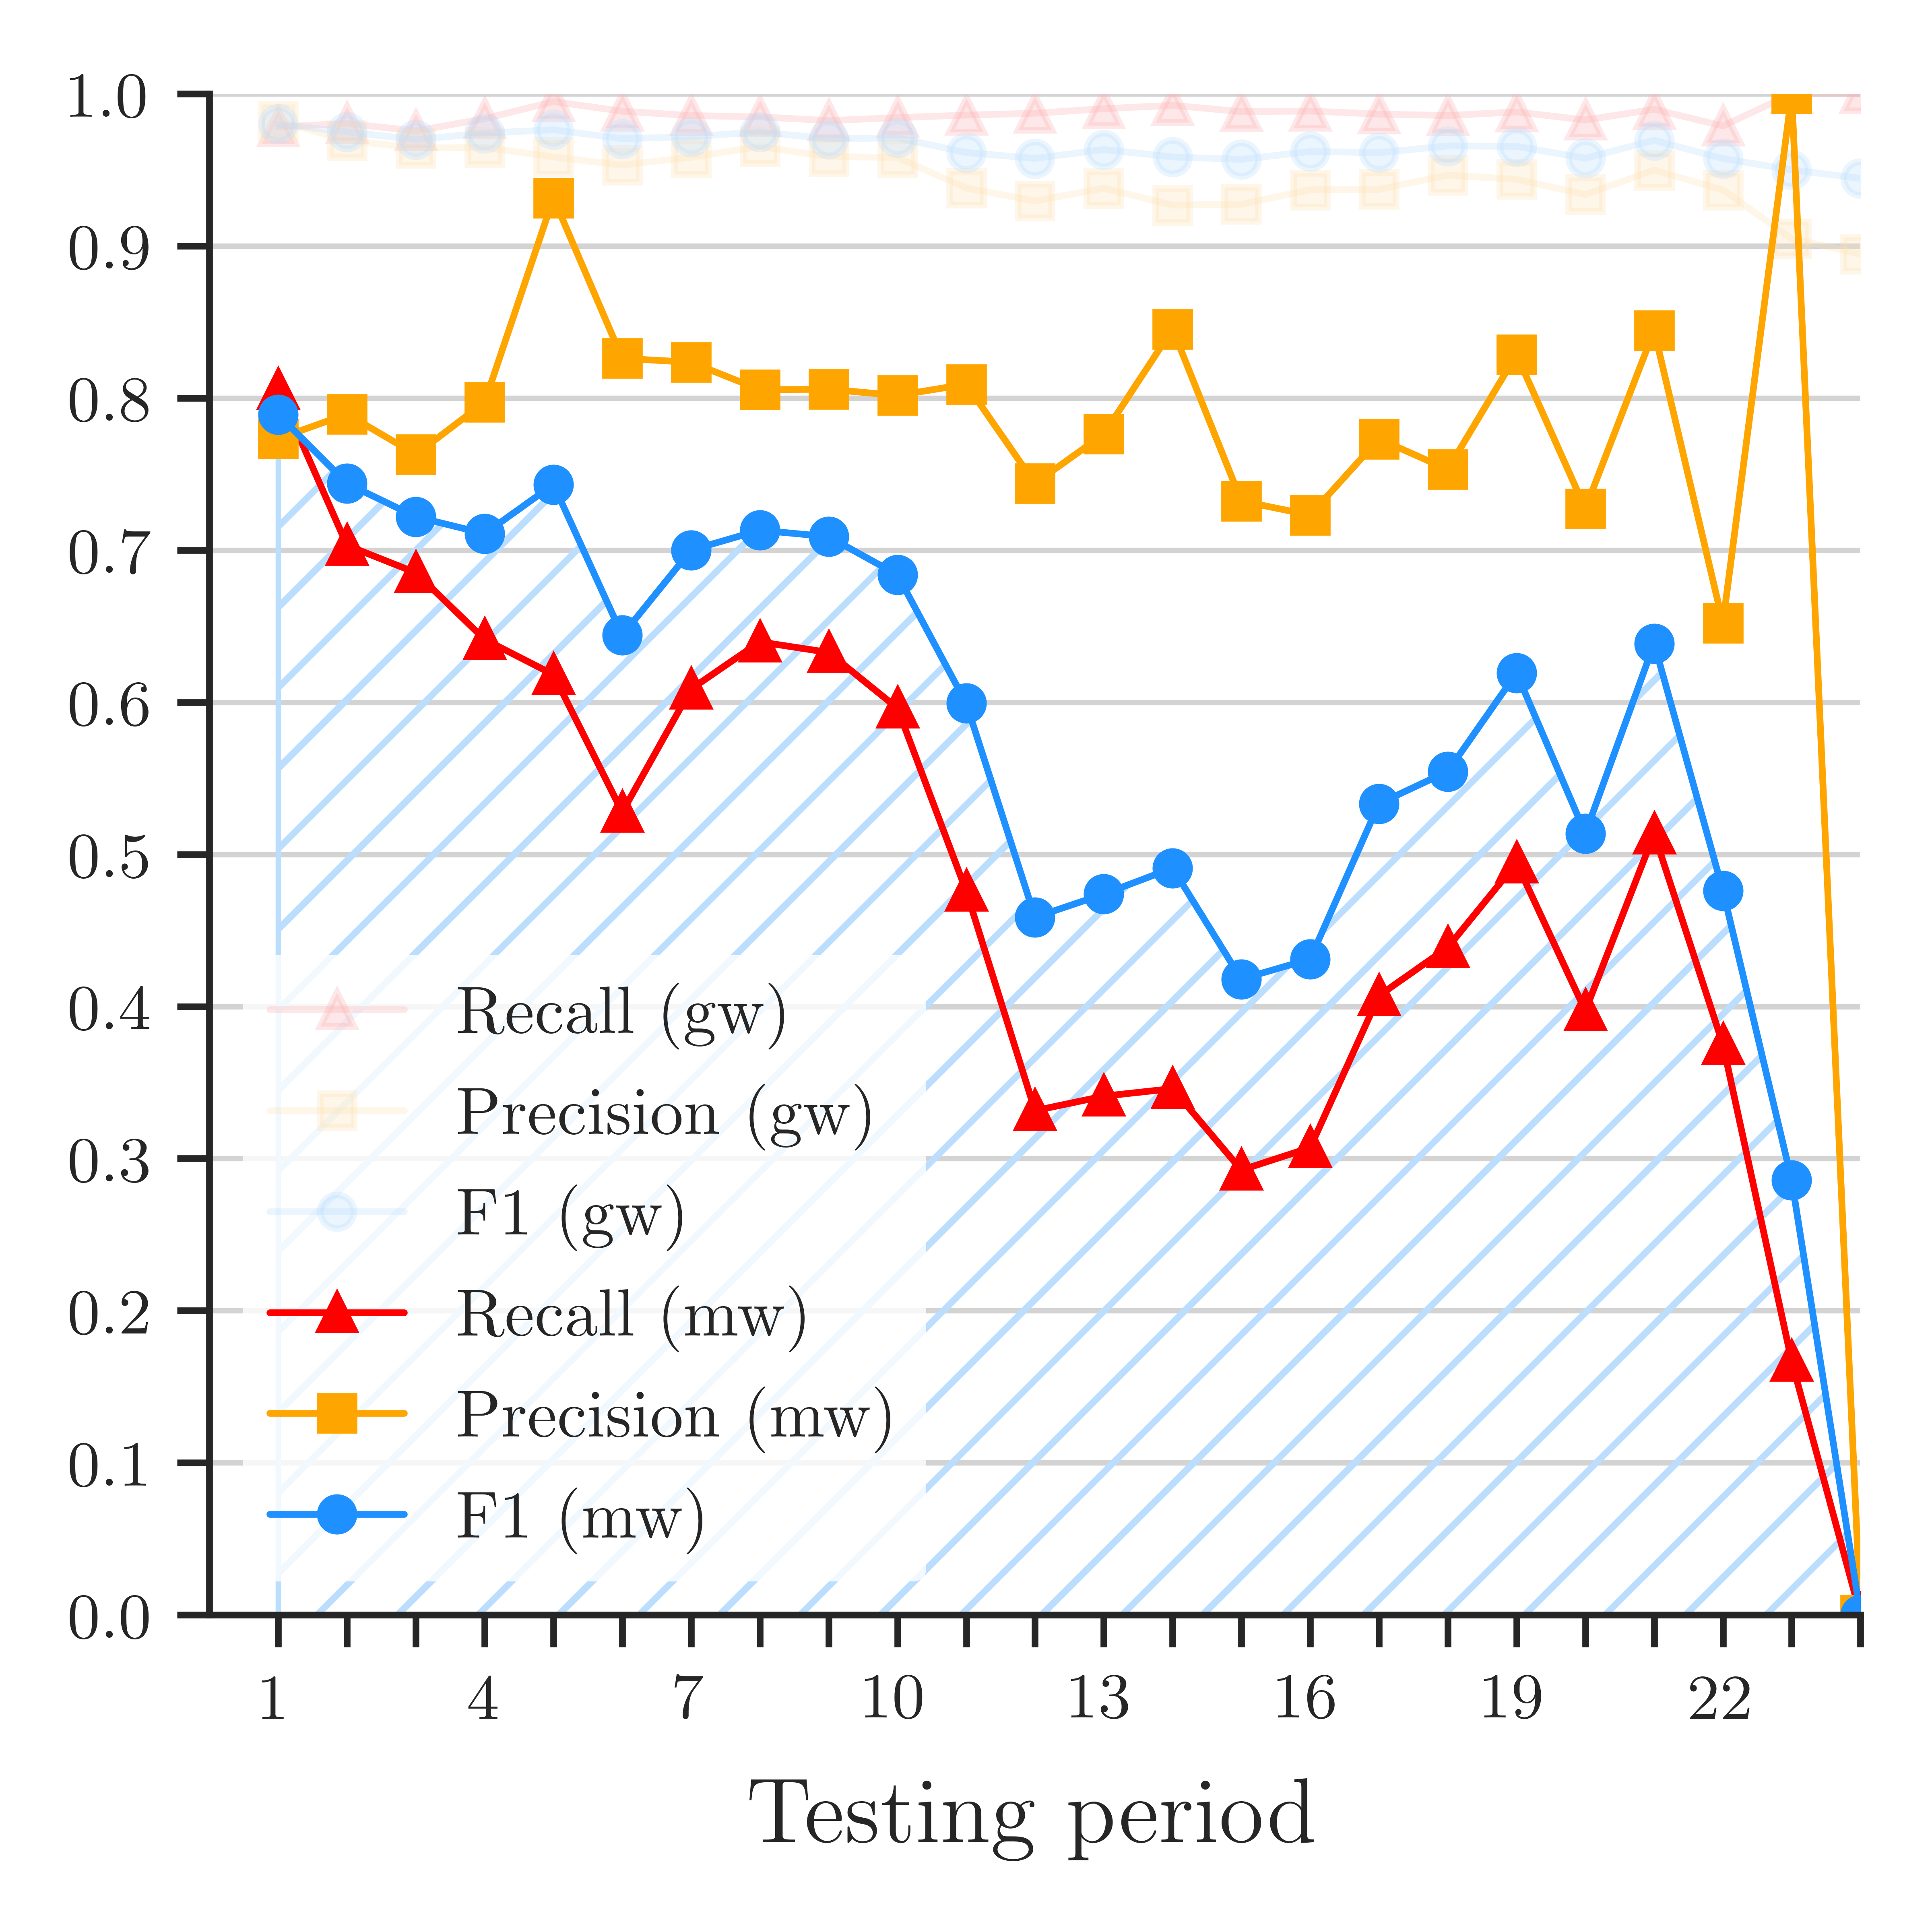 1.0
0.9
0.8
0.7
0.6
0.5
0.4
0.3
0.2
0.1
0.0
Recall (gw)
Precision (gw)
F1 (gw)
Recall (mw)
Precision (mw)
F1 (mw)
1 4 7 10 13 16 19 22
Testing period